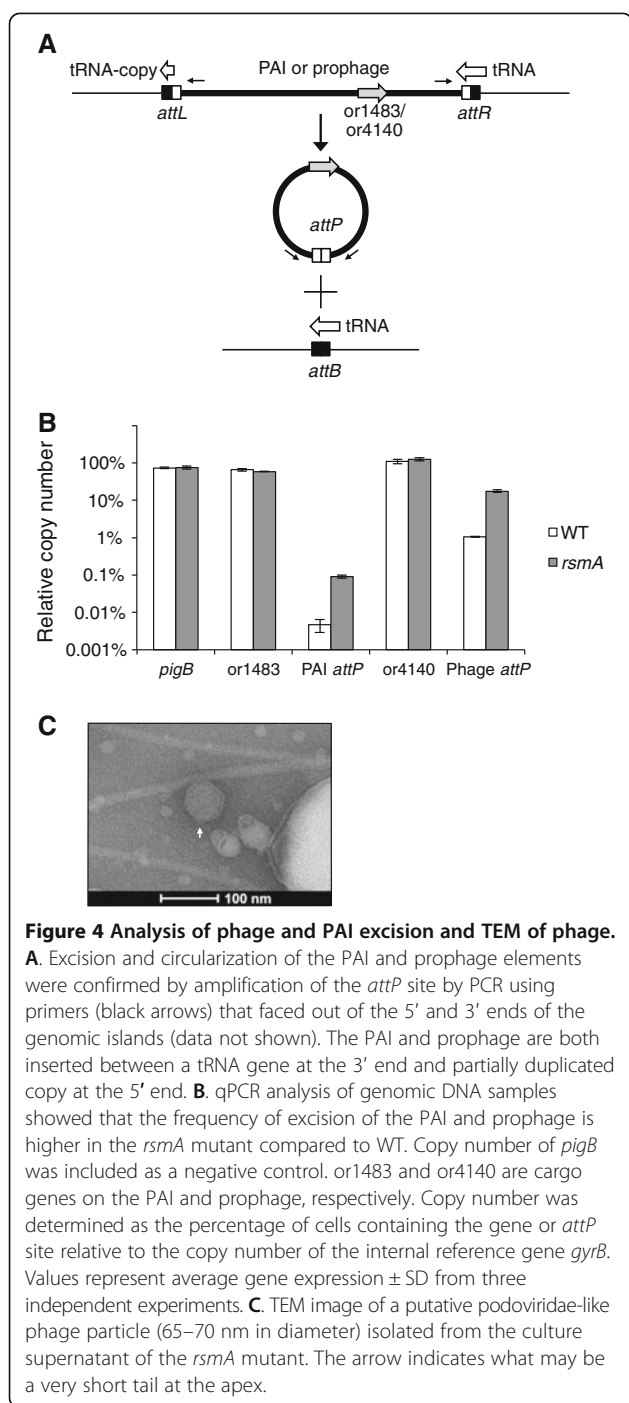 A
tRNA-copy PAI or prophage tRNA
attL or1483/ attR
or4140
attP
tRNA
attB
B
Relative copy number
100%
10%
1%
0.1%
0.01%
0.001%
WT
rsmA
pigB or1483 PAI attP or4140 Phage attP
C
100 nm
Figure 4 Analysis of phage and PAI excision and TEM of phage.
A. Excision and circularization of the PAI and prophage elements
were confirmed by amplification of the attP site by PCR using
primers (black arrows) that faced out of the 5′ and 3′ ends of the
genomic islands (data not shown). The PAI and prophage are both
inserted between a tRNA gene at the 3′ end and partially duplicated
copy at the 5′ end. B. qPCR analysis of genomic DNA samples
showed that the frequency of excision of the PAI and prophage is
higher in the rsmA mutant compared to WT. Copy number of pigB
was included as a negative control. or1483 and or4140 are cargo
genes on the PAI and prophage, respectively. Copy number was
determined as the percentage of cells containing the gene or attP
site relative to the copy number of the internal reference gene gyrB.
Values represent average gene expression ± SD from three
independent experiments. C. TEM image of a putative podoviridae-like
phage particle (65–70 nm in diameter) isolated from the culture
supernatant of the rsmA mutant. The arrow indicates what may be
a very short tail at the apex.